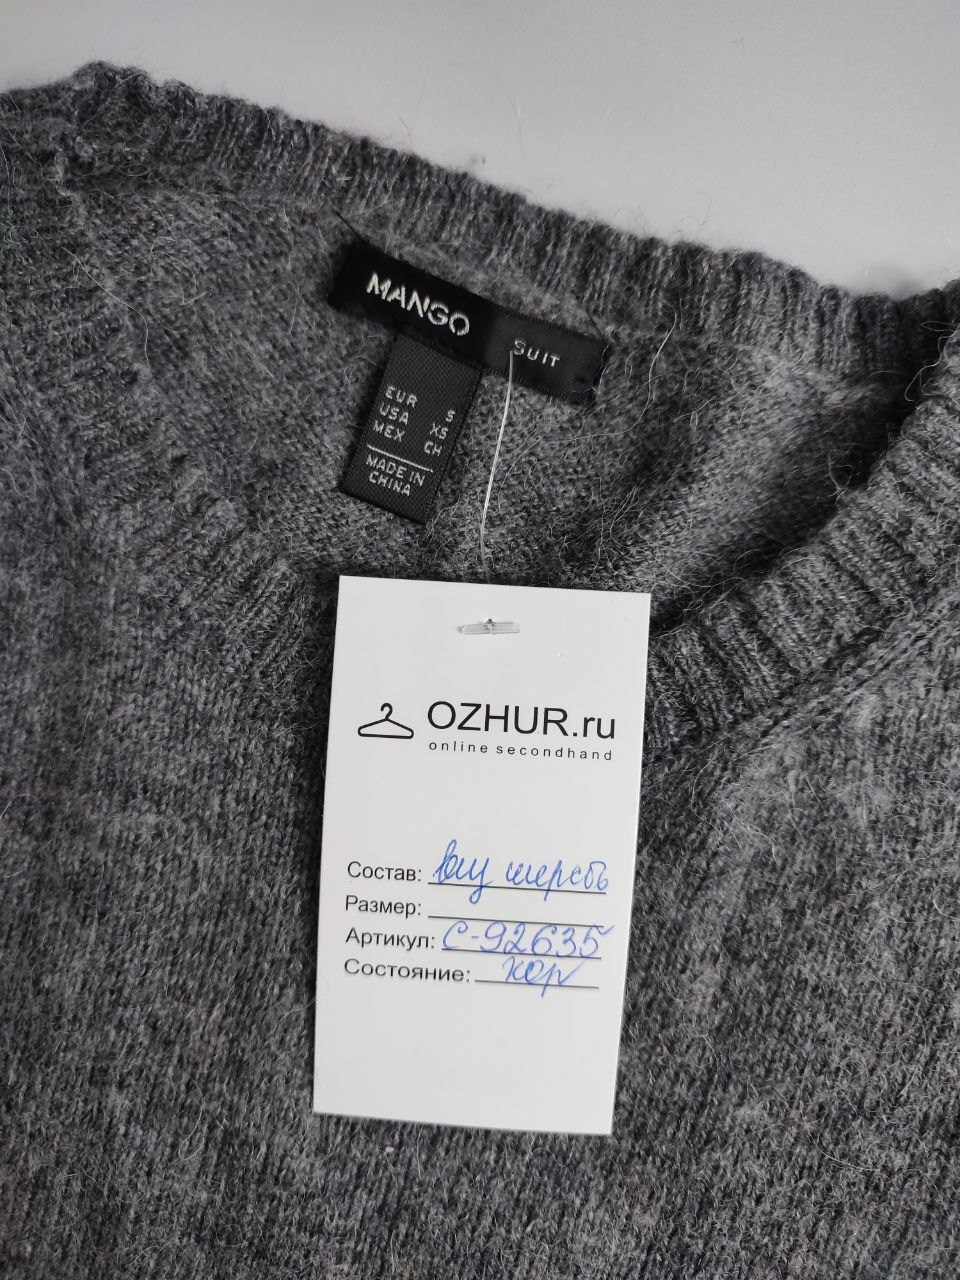 MANGO SUIT
EUR S
USA XS
MEX CH
MADE IN
CHINA
OZHUR.ru
online secondhand
Состав: виз шерсть
Размер:
Артикул: С-92635
Состояние: хор